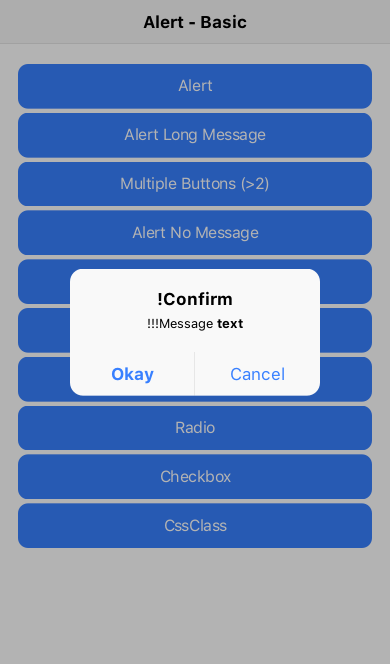 Alert - Basic
Alert
Alert Long Message
Multiple Buttons (>2)
Alert No Message
!Confirm
!!!Message text
Okay
Cancel
Radio
Checkbox
CssClass